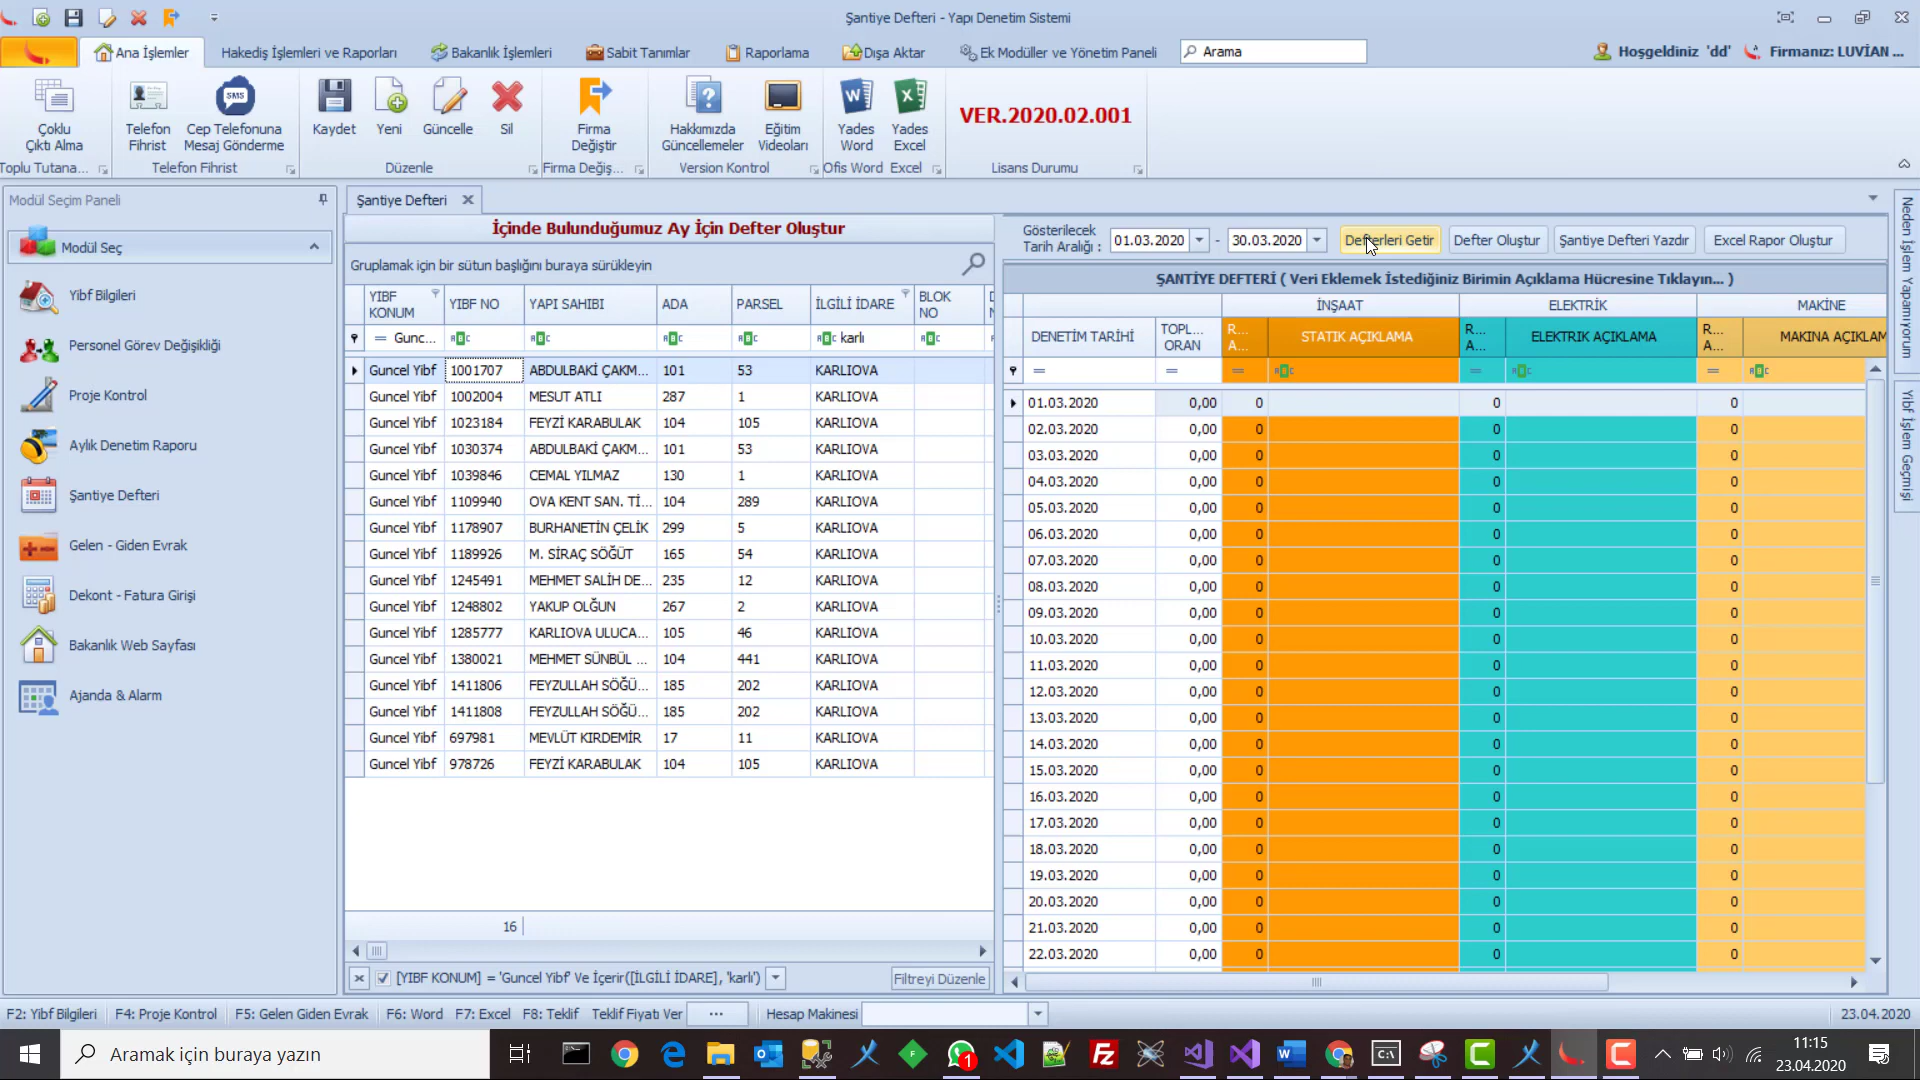 Şantiye Defteri - Yapı Denetim Sistemi
Ana İşlemler
Hakediş İşlemleri ve Raporları
Bakanlık İşlemleri
Sabit Tanımlar
Raporlama
Dışa Aktar
Ek Modüller ve Yönetim Paneli
Arama
Hoşgeldiniz 'dd'
Firmanız: LUVİAN ...
Çoklu Çıktı Alma
Telefon Fihrist
SMS
Cep Telefonuna Mesaj Gönderme
Kaydet
Yeni
Güncelle
Sil
Firma Değiştir
Hakkımızda Güncellemeler
Eğitim Videoları
Yades Word
Yades Excel
VER.2020.02.001
Toplu Tutana...
Telefon Fihrist
Düzenle
Firma Değiş...
Version Kontrol
Ofis Word
Excel
Lisans Durumu
Modül Seçim Paneli
Modül Seç
Yibf Bilgileri
Personel Görev Değişikliği
Proje Kontrol
Aylık Denetim Raporu
Şantiye Defteri
Gelen - Giden Evrak
Dekont - Fatura Girişi
Bakanlık Web Sayfası
Ajanda & Alarm
Şantiye Defteri
İçinde Bulunduğumuz Ay İçin Defter Oluştur
Gruplamak için bir sütun başlığını buraya sürükleyin
YIBF KONUM YIBF NO YAPI SAHIBI ADA PARSEL İLGİLİ İDARE BLOK NO
= Gunc... karlı
Guncel Yibf 1001707 ABDULBAKİ ÇAKM... 101 53 KARLIOVA
Guncel Yibf 1002004 MESUT ATLI 287 1 KARLIOVA
Guncel Yibf 1023184 FEYZİ KARABULAK 104 105 KARLIOVA
Guncel Yibf 1030374 ABDULBAKİ ÇAKM... 101 53 KARLIOVA
Guncel Yibf 1039846 CEMAL YILMAZ 130 1 KARLIOVA
Guncel Yibf 1109940 OVA KENT SAN. Tİ... 104 289 KARLIOVA
Guncel Yibf 1178907 BURHANETİN ÇELİK 299 5 KARLIOVA
Guncel Yibf 1189926 M. SİRAÇ SÖĞÜT 165 54 KARLIOVA
Guncel Yibf 1245491 MEHMET SALİH DE... 235 12 KARLIOVA
Guncel Yibf 1248802 YAKUP OLĞUN 267 2 KARLIOVA
Guncel Yibf 1285777 KARLIOVA ULUCA... 105 46 KARLIOVA
Guncel Yibf 1380021 MEHMET SÜNBÜL ... 104 441 KARLIOVA
Guncel Yibf 1411806 FEYZULLAH SÖĞÜ... 185 202 KARLIOVA
Guncel Yibf 1411808 FEYZULLAH SÖĞÜ... 185 202 KARLIOVA
Guncel Yibf 697981 MEVLÜT KIRDEMİR 17 11 KARLIOVA
Guncel Yibf 978726 FEYZİ KARABULAK 104 105 KARLIOVA
16
[YIBF KONUM] = 'Guncel Yibf' Ve İçerir([İLGİLİ İDARE], 'karlı')
Filtreyi Düzenle
Gösterilecek Tarih Aralığı : 01.03.2020 - 30.03.2020
Defterleri Getir
Defter Oluştur
Şantiye Defteri Yazdır
Excel Rapor Oluştur
ŞANTİYE DEFTERİ ( Veri Eklemek İstediğiniz Birimin Açıklama Hücresine Tıklayın... )
İNŞAAT ELEKTRİK MAKİNE
DENETIM TARİHİ TOPL... ORAN R... A... STATIK AÇIKLAMA R... A... ELEKTRIK AÇIKLAMA R... A... MAKINA AÇIKLAM
01.03.2020 0,00 0 0 0
02.03.2020 0,00 0 0 0
03.03.2020 0,00 0 0 0
04.03.2020 0,00 0 0 0
05.03.2020 0,00 0 0 0
06.03.2020 0,00 0 0 0
07.03.2020 0,00 0 0 0
08.03.2020 0,00 0 0 0
09.03.2020 0,00 0 0 0
10.03.2020 0,00 0 0 0
11.03.2020 0,00 0 0 0
12.03.2020 0,00 0 0 0
13.03.2020 0,00 0 0 0
14.03.2020 0,00 0 0 0
15.03.2020 0,00 0 0 0
16.03.2020 0,00 0 0 0
17.03.2020 0,00 0 0 0
18.03.2020 0,00 0 0 0
19.03.2020 0,00 0 0 0
20.03.2020 0,00 0 0 0
21.03.2020 0,00 0 0 0
22.03.2020 0,00 0 0 0
Neden İşlem Yapamıyorum
Yibf İşlem Geçmişi
F2: Yibf Bilgileri
F4: Proje Kontrol
F5: Gelen Giden Evrak
F6: Word
F7: Excel
F8: Teklif
Teklif Fiyatı Ver
...
Hesap Makinesi
23.04.2020
Aramak için buraya yazın
11:15
23.04.2020